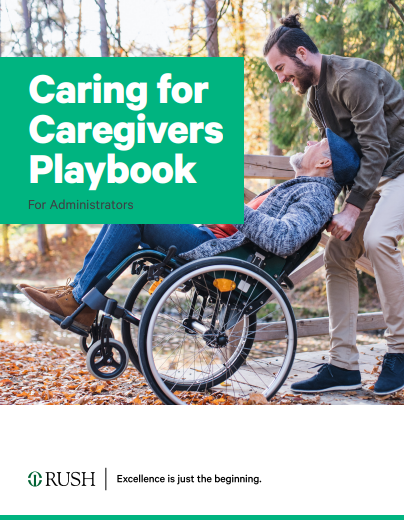 Caring for
Caregivers
Playbook
For Administrators
RUSH
Excellence is just the beginning.